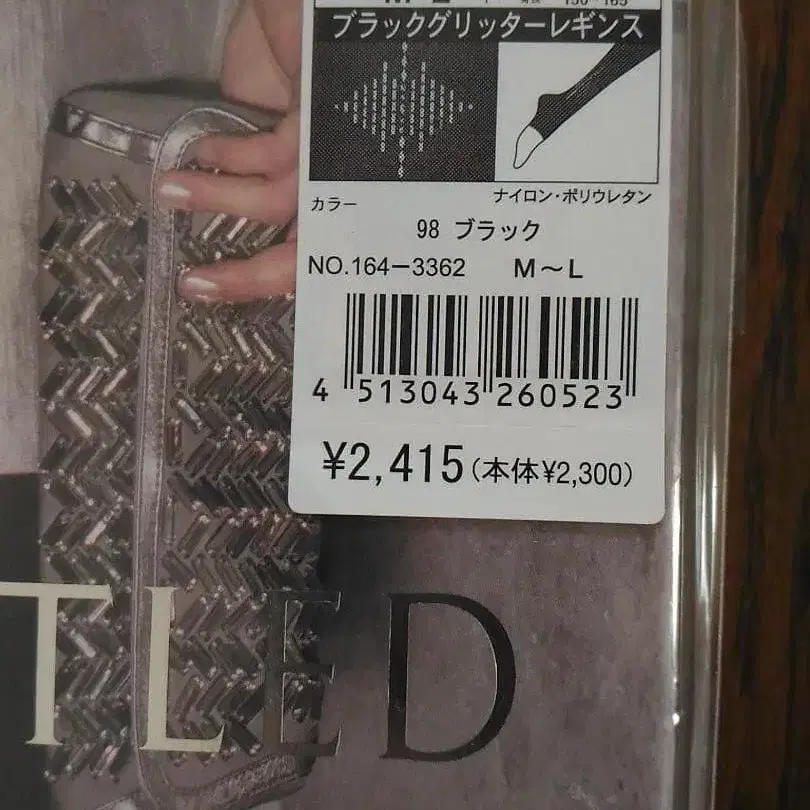 M-L
150-165
ブラックグリッターレギンス
カラー
ナイロン・ポリウレタン
98 ブラック
NO.164-3362 M～L
4 513043 260523
¥2,415(本体¥2,300)
TLED